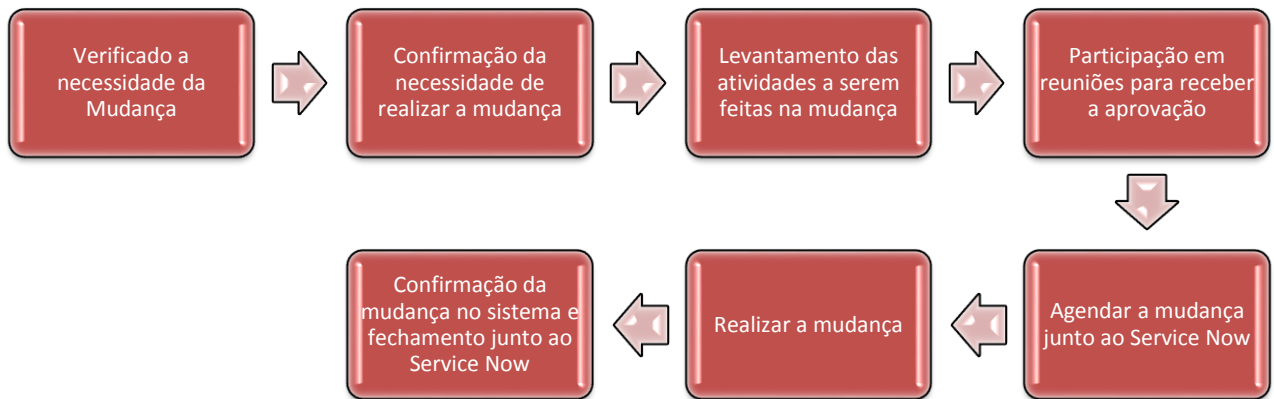 Verificado a
necessidade da
Mudança
Confirmação da
necessidade de
realizar a mudança
Levantamento das
atividades a serem
feitas na mudança
Participação em
reuniões para receber
a aprovação
Agendar a mudança
junto ao Service Now
Realizar a mudança
Confirmação da
mudança no sistema e
fechamento junto ao
Service Now